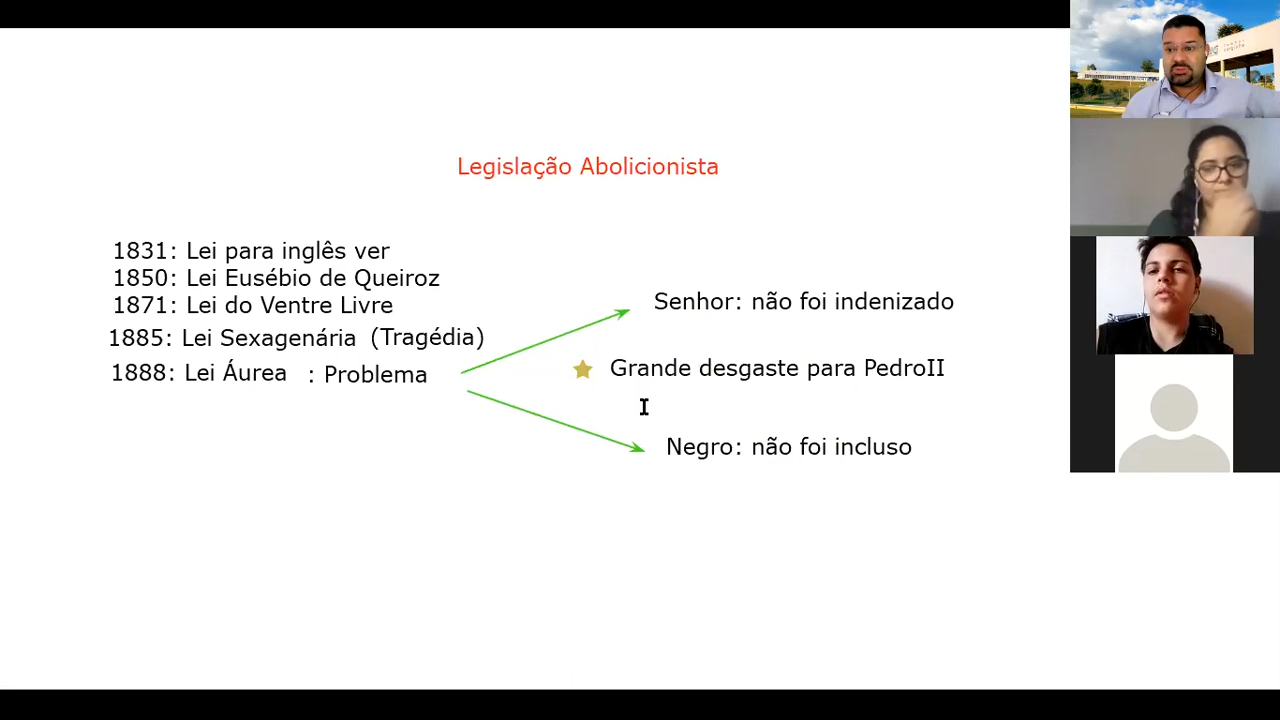 Legislação Abolicionista
1831: Lei para inglês ver
1850: Lei Eusébio de Queiroz
1871: Lei do Ventre Livre
1885: Lei Sexagenária (Tragédia)
1888: Lei Áurea : Problema
Senhor: não foi indenizado
Grande desgaste para PedroII
Negro: não foi incluso